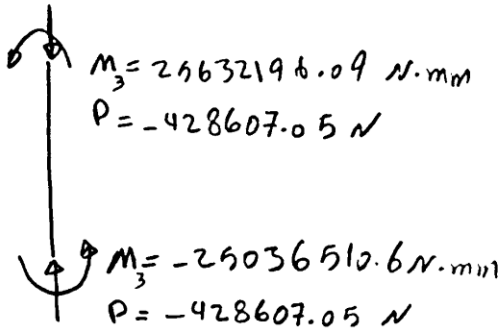 M₃ = 25632196.09 N.mm
P = -428607.05 N
M₃ = -25036510.6 N.mm
P = -428607.05 N